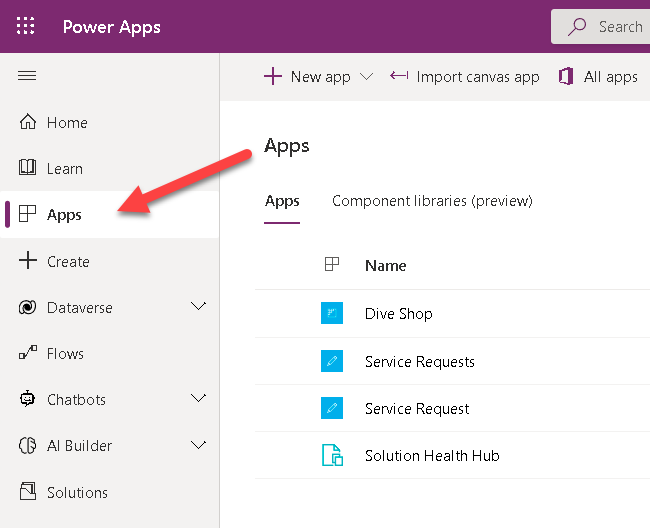 Power Apps
Search
New app
Import canvas app
All apps
Home
Learn
Apps
Create
Dataverse
Flows
Chatbots
AI Builder
Solutions
Apps
Apps
Component libraries (preview)
Name
Dive Shop
Service Requests
Service Request
Solution Health Hub